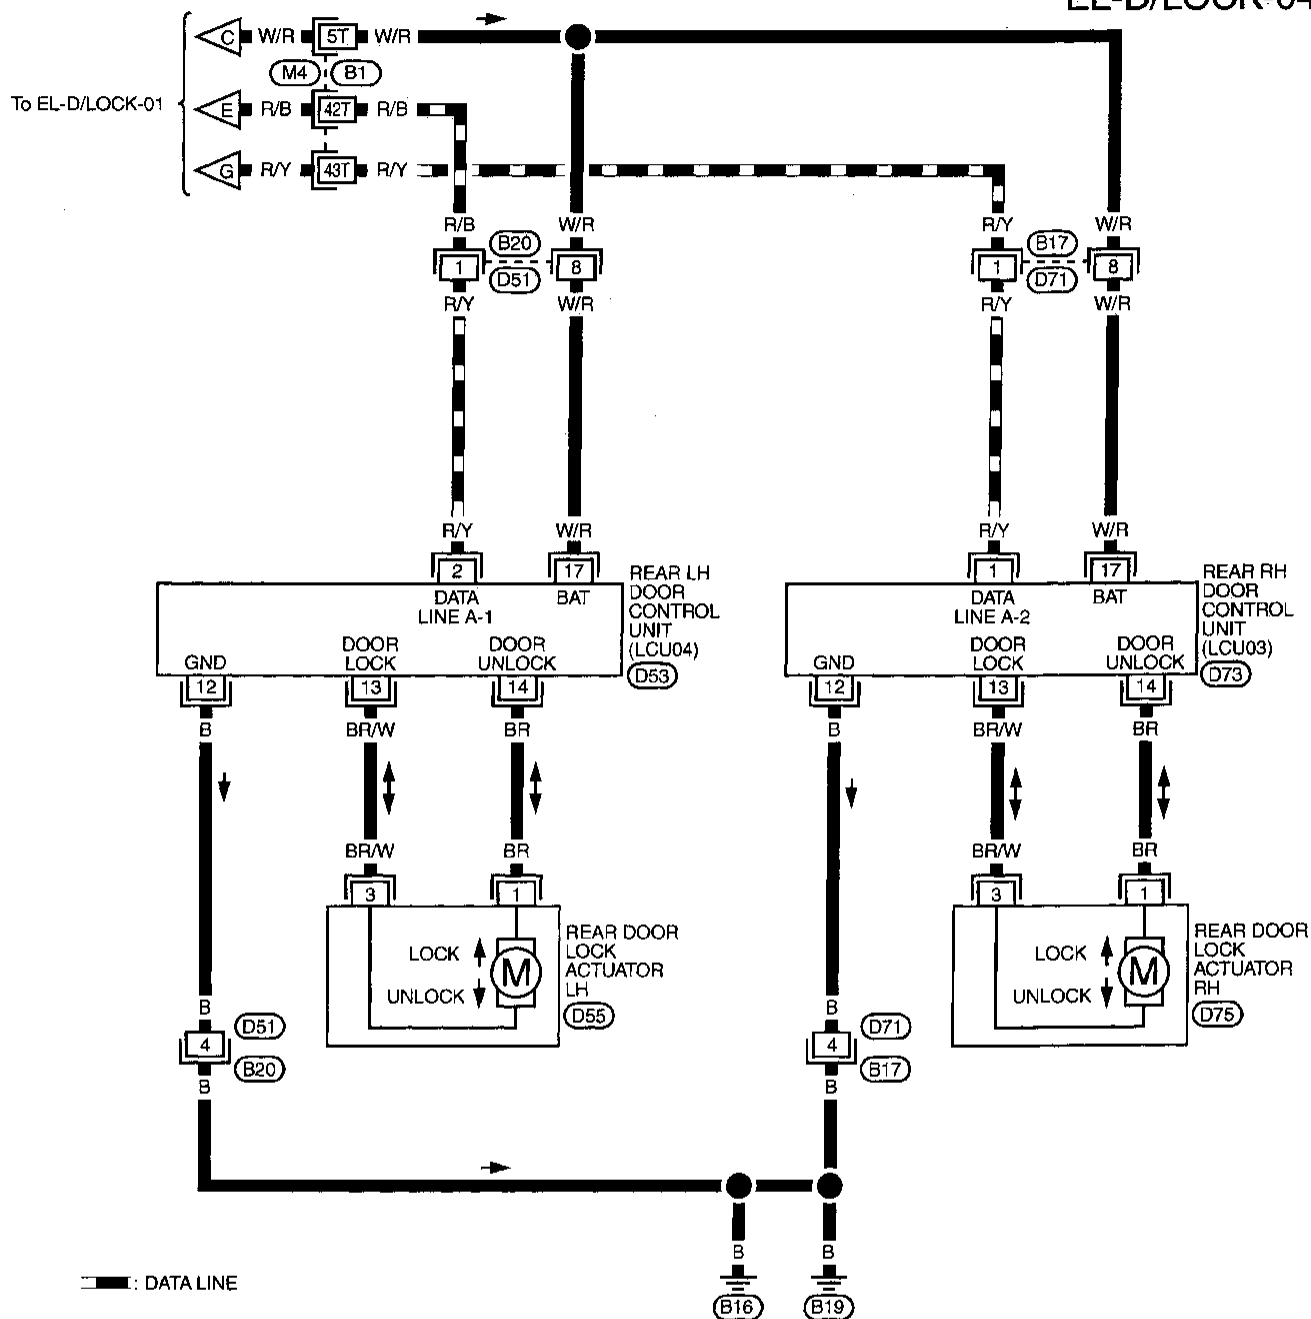 EL-D/LOCK-04
C W/R 5T W/R
M4 B1
To EL-D/LOCK-01
E R/B 42T R/B
G R/Y 43T R/Y
R/B W/R R/Y W/R
B20 B17
1 8 1 8
D51 D71
R/Y W/R R/Y W/R
R/Y W/R R/Y W/R
2 17 1 17
DATA LINE A-1
BAT
GND
DOOR LOCK
DOOR UNLOCK
REAR LH
DOOR
CONTROL
UNIT
(LCU04)
D53
DATA LINE A-2
BAT
GND
DOOR LOCK
DOOR UNLOCK
REAR RH
DOOR
CONTROL
UNIT
(LCU03)
D73
12 13 14 12 13 14
B BR/W BR B BR/W BR
BR/W BR BR/W BR
3 1 3 1
LOCK
UNLOCK
M
REAR DOOR
LOCK
ACTUATOR
LH
D55
LOCK
UNLOCK
M
REAR DOOR
LOCK
ACTUATOR
RH
D75
B B
D51 D71
4 4
B20 B17
B B
B B
: DATA LINE
B16 B19